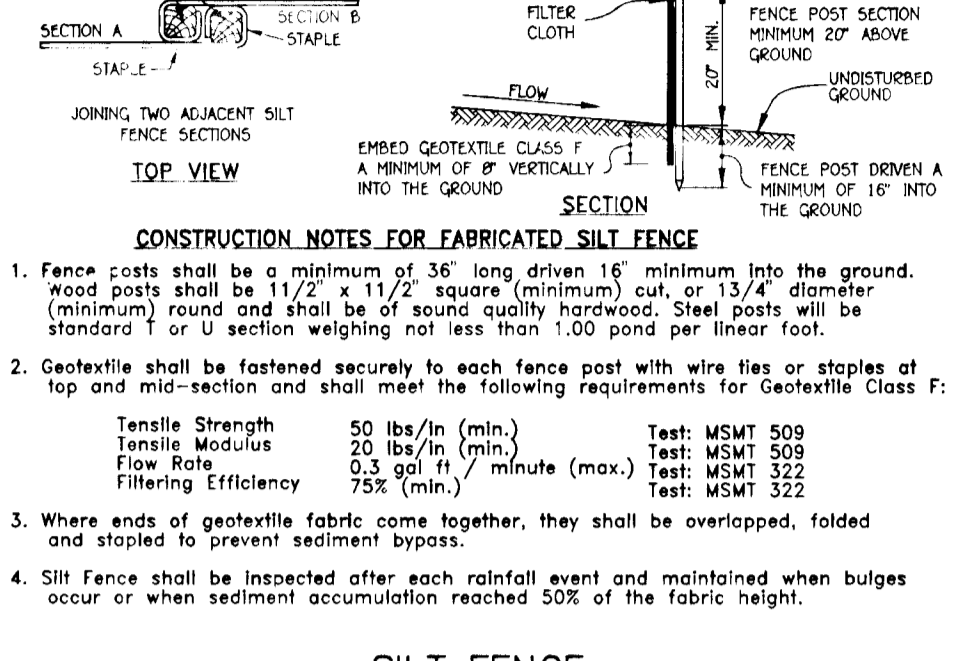 SECTION A
SECTION B
STAPLE
STAPLE
JOINING TWO ADJACENT SILT
FENCE SECTIONS
TOP VIEW
FILTER
CLOTH
FLOW
20" MIN.
FENCE POST SECTION
MINIMUM 20" ABOVE
GROUND
UNDISTURBED
GROUND
EMBED GEOTEXTILE CLASS F
A MINIMUM OF 8" VERTICALLY
INTO THE GROUND
FENCE POST DRIVEN A
MINIMUM OF 16" INTO
THE GROUND
SECTION
CONSTRUCTION NOTES FOR FABRICATED SILT FENCE
1. Fence posts shall be a minimum of 36" long driven 16" minimum into the ground.
Wood posts shall be 11/2" x 11/2" square (minimum) cut, or 13/4" diameter
(minimum) round and shall be of sound quality hardwood. Steel posts will be
standard T or U section weighing not less than 1.00 pond per linear foot.
2. Geotextile shall be fastened securely to each fence post with wire ties or staples at
top and mid-section and shall meet the following requirements for Geotextile Class F:
Tensile Strength 50 lbs/in (min.) Test: MSMT 509
Tensile Modulus 20 lbs/in (min.) Test: MSMT 509
Flow Rate 0.3 gal ft / minute (max.) Test: MSMT 322
Filtering Efficiency 75% (min.) Test: MSMT 322
3. Where ends of geotextile fabric come together, they shall be overlapped, folded
and stapled to prevent sediment bypass.
4. Silt Fence shall be inspected after each rainfall event and maintained when bulges
occur or when sediment accumulation reached 50% of the fabric height.
SILT FENCE